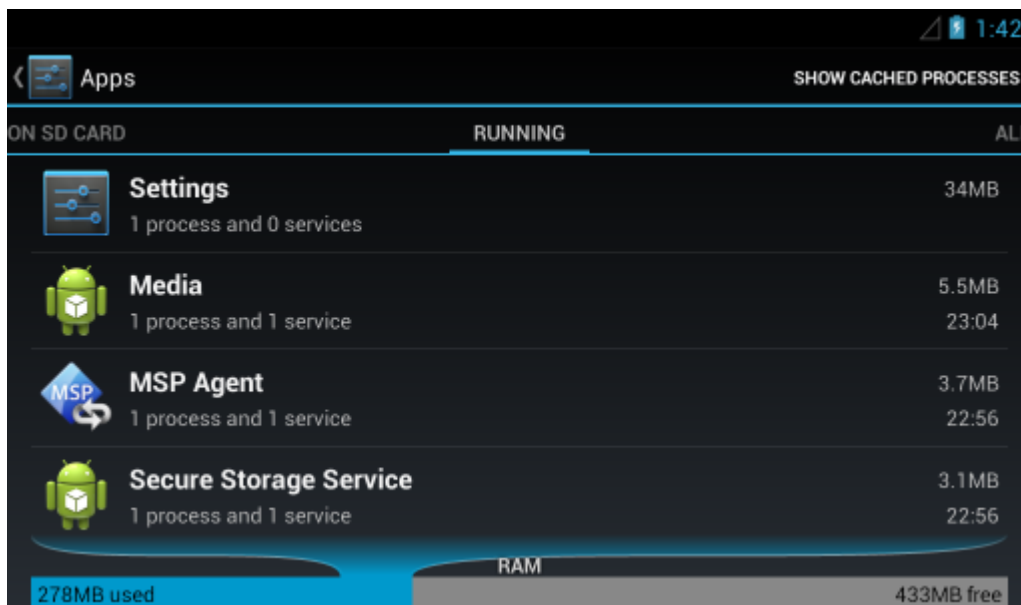 1:42
Apps
SHOW CACHED PROCESSES
ON SD CARD
RUNNING
AL
Settings
34MB
1 process and 0 services
Media
5.5MB
1 process and 1 service
23:04
MSP
MSP Agent
3.7MB
1 process and 1 service
22:56
Secure Storage Service
3.1MB
1 process and 1 service
22:56
RAM
278MB used
433MB free